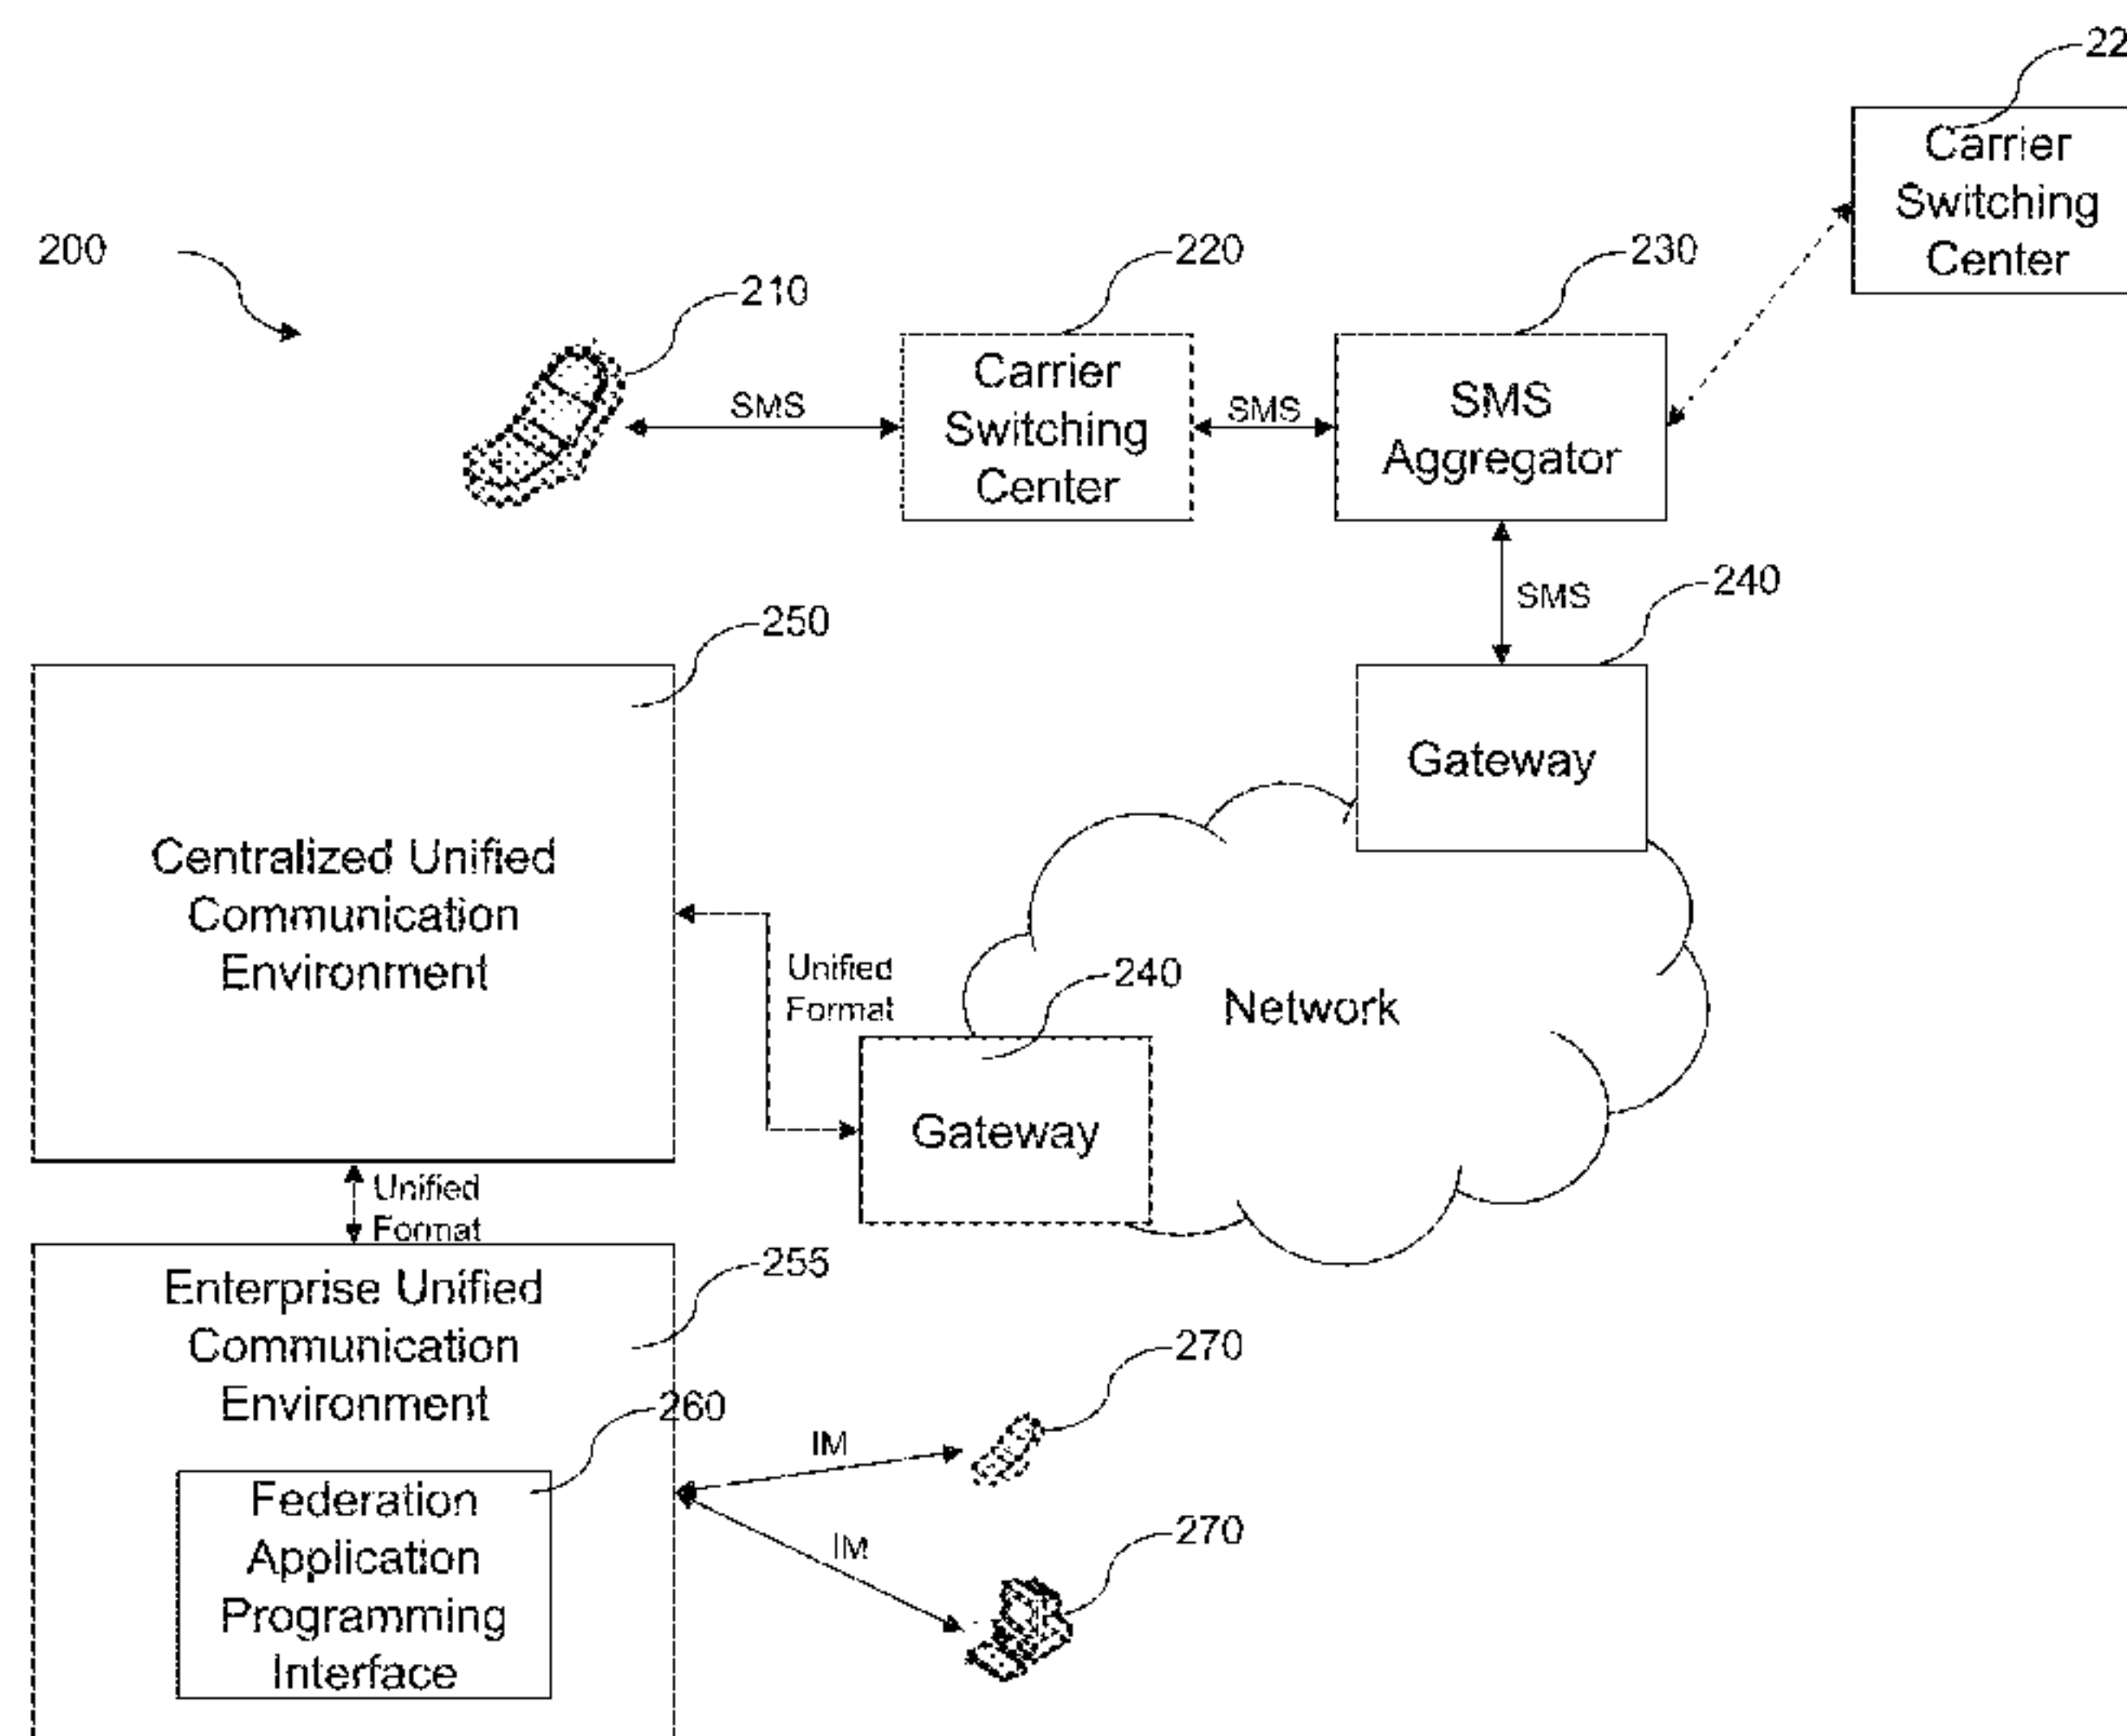 22
Carrier
Switching
Center
200
210
220
230
SMS
Carrier
Switching
Center
SMS
SMS
Aggregator
SMS
240
250
Gateway
Centralized Unified
Communication
Environment
Unified
Format
240
Network
Gateway
Unified
Format
255
Enterprise Unified
Communication
Environment
260
270
IM
Federation
Application
Programming
Interface
IM
270